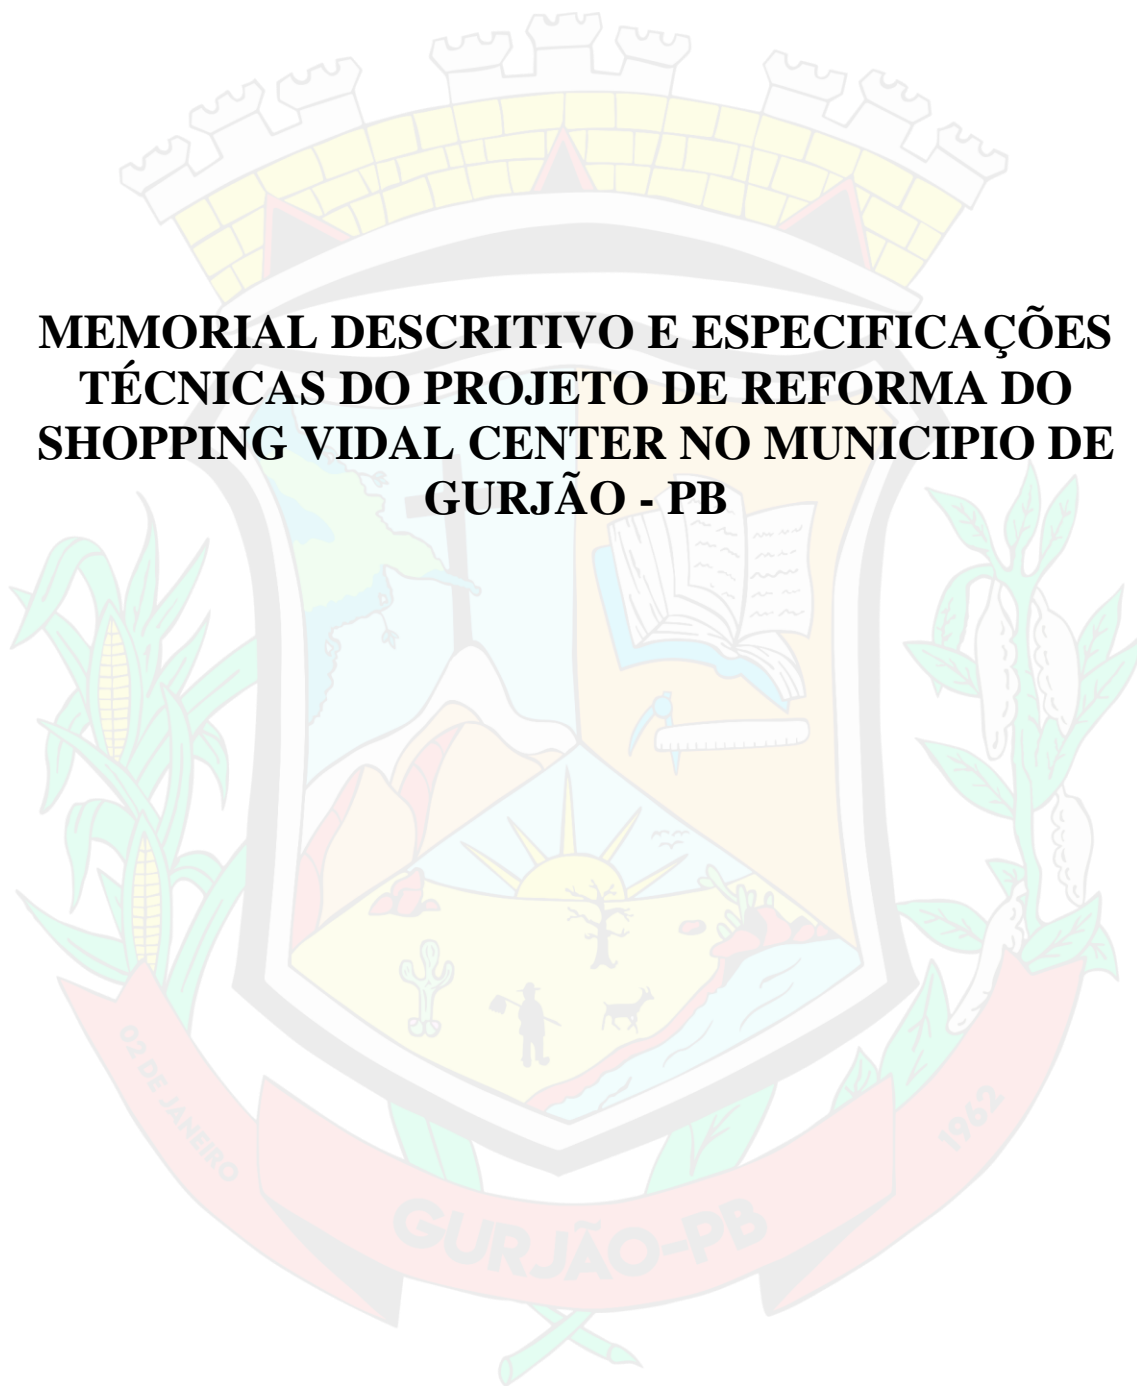 MEMORIAL DESCRITIVO E ESPECIFICAÇÕES
TÉCNICAS DO PROJETO DE REFORMA DO
SHOPPING VIDAL CENTER NO MUNICIPIO DE
GURJÃO - PB
02 DE JANEIRO
1962
GURJÃO-PB